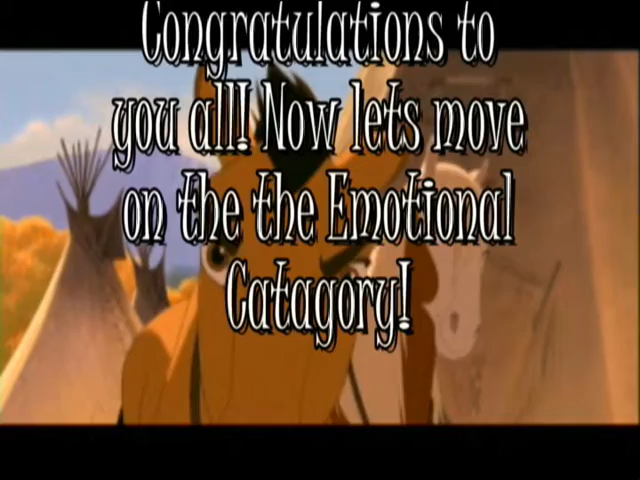 Congratulations to
you all! Now lets move
on the the Emotional
Catagory!